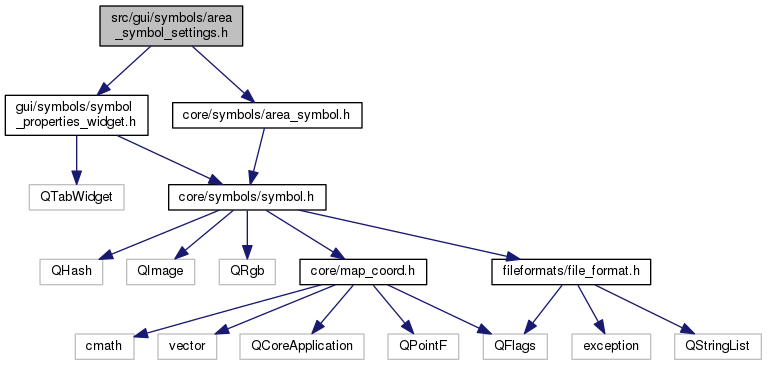 src/gui/symbols/area
_symbol_settings.h
gui/symbols/symbol
_properties_widget.h
core/symbols/area_symbol.h
QTabWidget
core/symbols/symbol.h
QHash
QImage
QRgb
core/map_coord.h
fileformats/file_format.h
cmath
vector
QCoreApplication
QPointF
QFlags
exception
QStringList